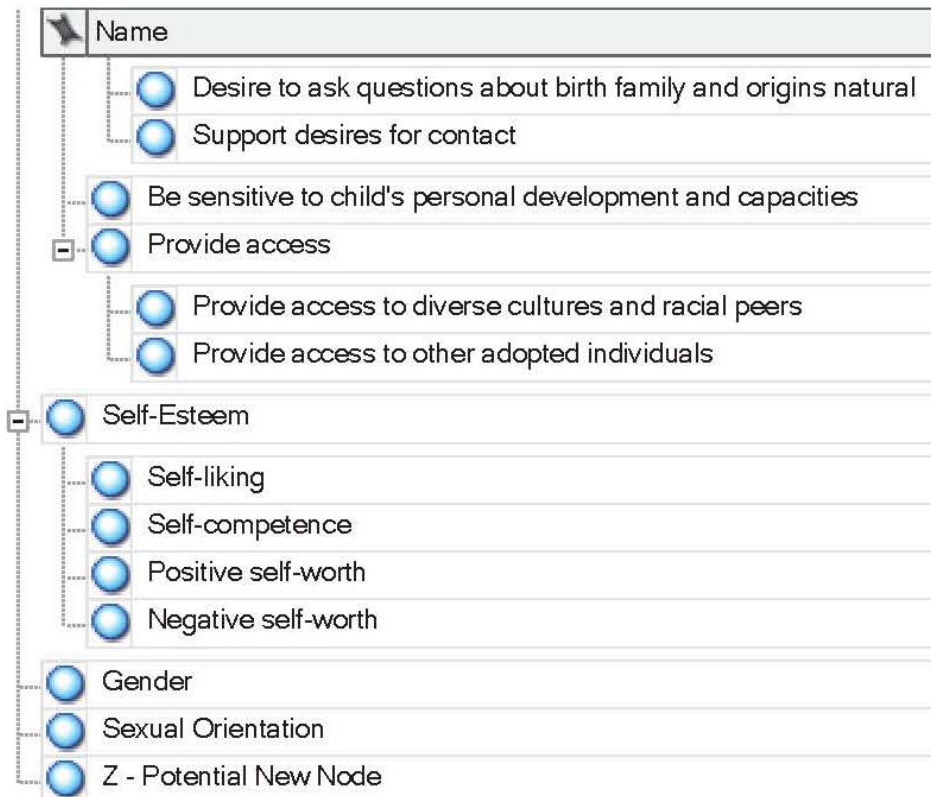 Name
Desire to ask questions about birth family and origins natural
Support desires for contact
Be sensitive to child's personal development and capacities
Provide access
Provide access to diverse cultures and racial peers
Provide access to other adopted individuals
Self-Esteem
Self-liking
Self-competence
Positive self-worth
Negative self-worth
Gender
Sexual Orientation
Z - Potential New Node